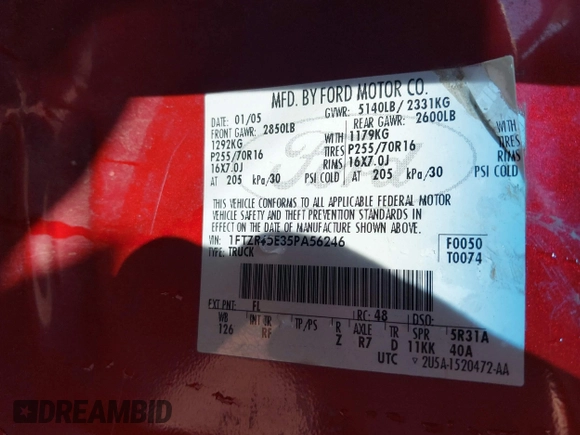 MFD. BY FORD MOTOR CO.
DATE: 01/05 GVWR: 5140LB/ 2331KG
FRONT GAWR: 2850LB REAR GAWR: 2600LB
1292KG WITH 1179KG WITH
P255/70R16 TIRES P255/70R16 TIRES
16X7.0J RIMS 16X7.0J RIMS
AT 205 kPa/30 PSI COLD AT 205 kPa/30 PSI COLD
Ford
THIS VEHICLE CONFORMS TO ALL APPLICABLE FEDERAL MOTOR
VEHICLE SAFETY AND THEFT PREVENTION STANDARDS IN
EFFECT ON THE DATE OF MANUFACTURE SHOWN ABOVE.
VIN: 1FTZR45E35PA56246 F0050
TYPE: TRUCK T0074
EXT PNT: FL RC: 48 DSO:
WB INT TR TP/PS R AXLE TR SPR 5R31A
126 RF Z R7 D 11KK 40A
UTC 2U5A-1520472-AA
DREAMBID